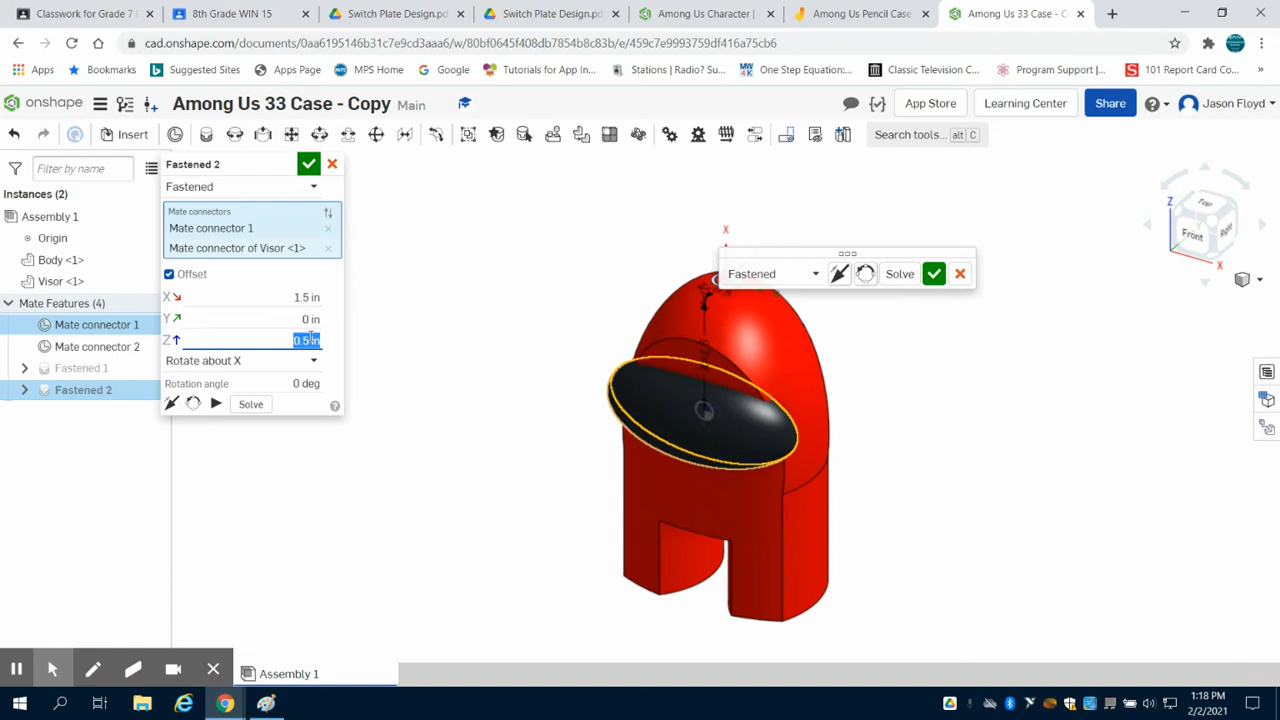 Classwork for Grade 7 F
8th Grade WIN 15
Switch Plate Design.pdf
Switch Plate Design.pdf
Among Us Character |
Among Us Pencil Case
Among Us 33 Case - Co
cad.onshape.com/documents/0aa6195146b31c7e9cd3aaa6/w/80bf0645f408db7854b8c83b/e/459c7e9993759df416a75cb6
Apps
Bookmarks
Suggested Sites
Apps Page
MPS Home
Google
Tutorials for App In...
Stations | Radio? Su...
One Step Equation:...
Classic Television C...
Program Support |...
101 Report Card Co...
onshape
Among Us 33 Case - Copy Main
App Store
Learning Center
Share
Jason Floyd
Insert
Search tools... alt C
Filter by name
Instances (2)
Assembly 1
Origin
Body <1>
Visor <1>
Mate Features (4)
Mate connector 1
Mate connector 2
Fastened 1
Fastened 2
Fastened 2
Fastened
Mate connectors
Mate connector 1
Mate connector of Visor <1>
Offset
X 1.5 in
Y 0 in
Z 0.5 in
Rotate about X
Rotation angle 0 deg
Solve
X
Fastened
Solve
Z
Top
Front
Right
X
Assembly 1
1:18 PM
2/2/2021